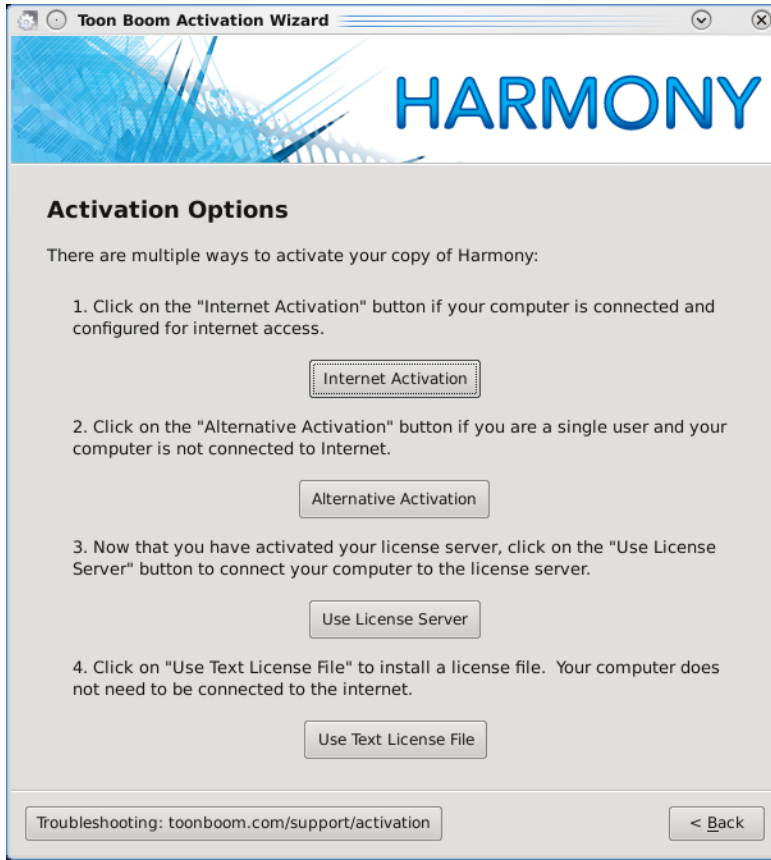 Toon Boom Activation Wizard
HARMONY
Activation Options
There are multiple ways to activate your copy of Harmony:
1. Click on the "Internet Activation" button if your computer is connected and
configured for internet access.
Internet Activation
2. Click on the "Alternative Activation" button if you are a single user and your
computer is not connected to Internet.
Alternative Activation
3. Now that you have activated your license server, click on the "Use License
Server" button to connect your computer to the license server.
Use License Server
4. Click on "Use Text License File" to install a license file.  Your computer does
not need to be connected to the internet.
Use Text License File
Troubleshooting: toonboom.com/support/activation
< Back